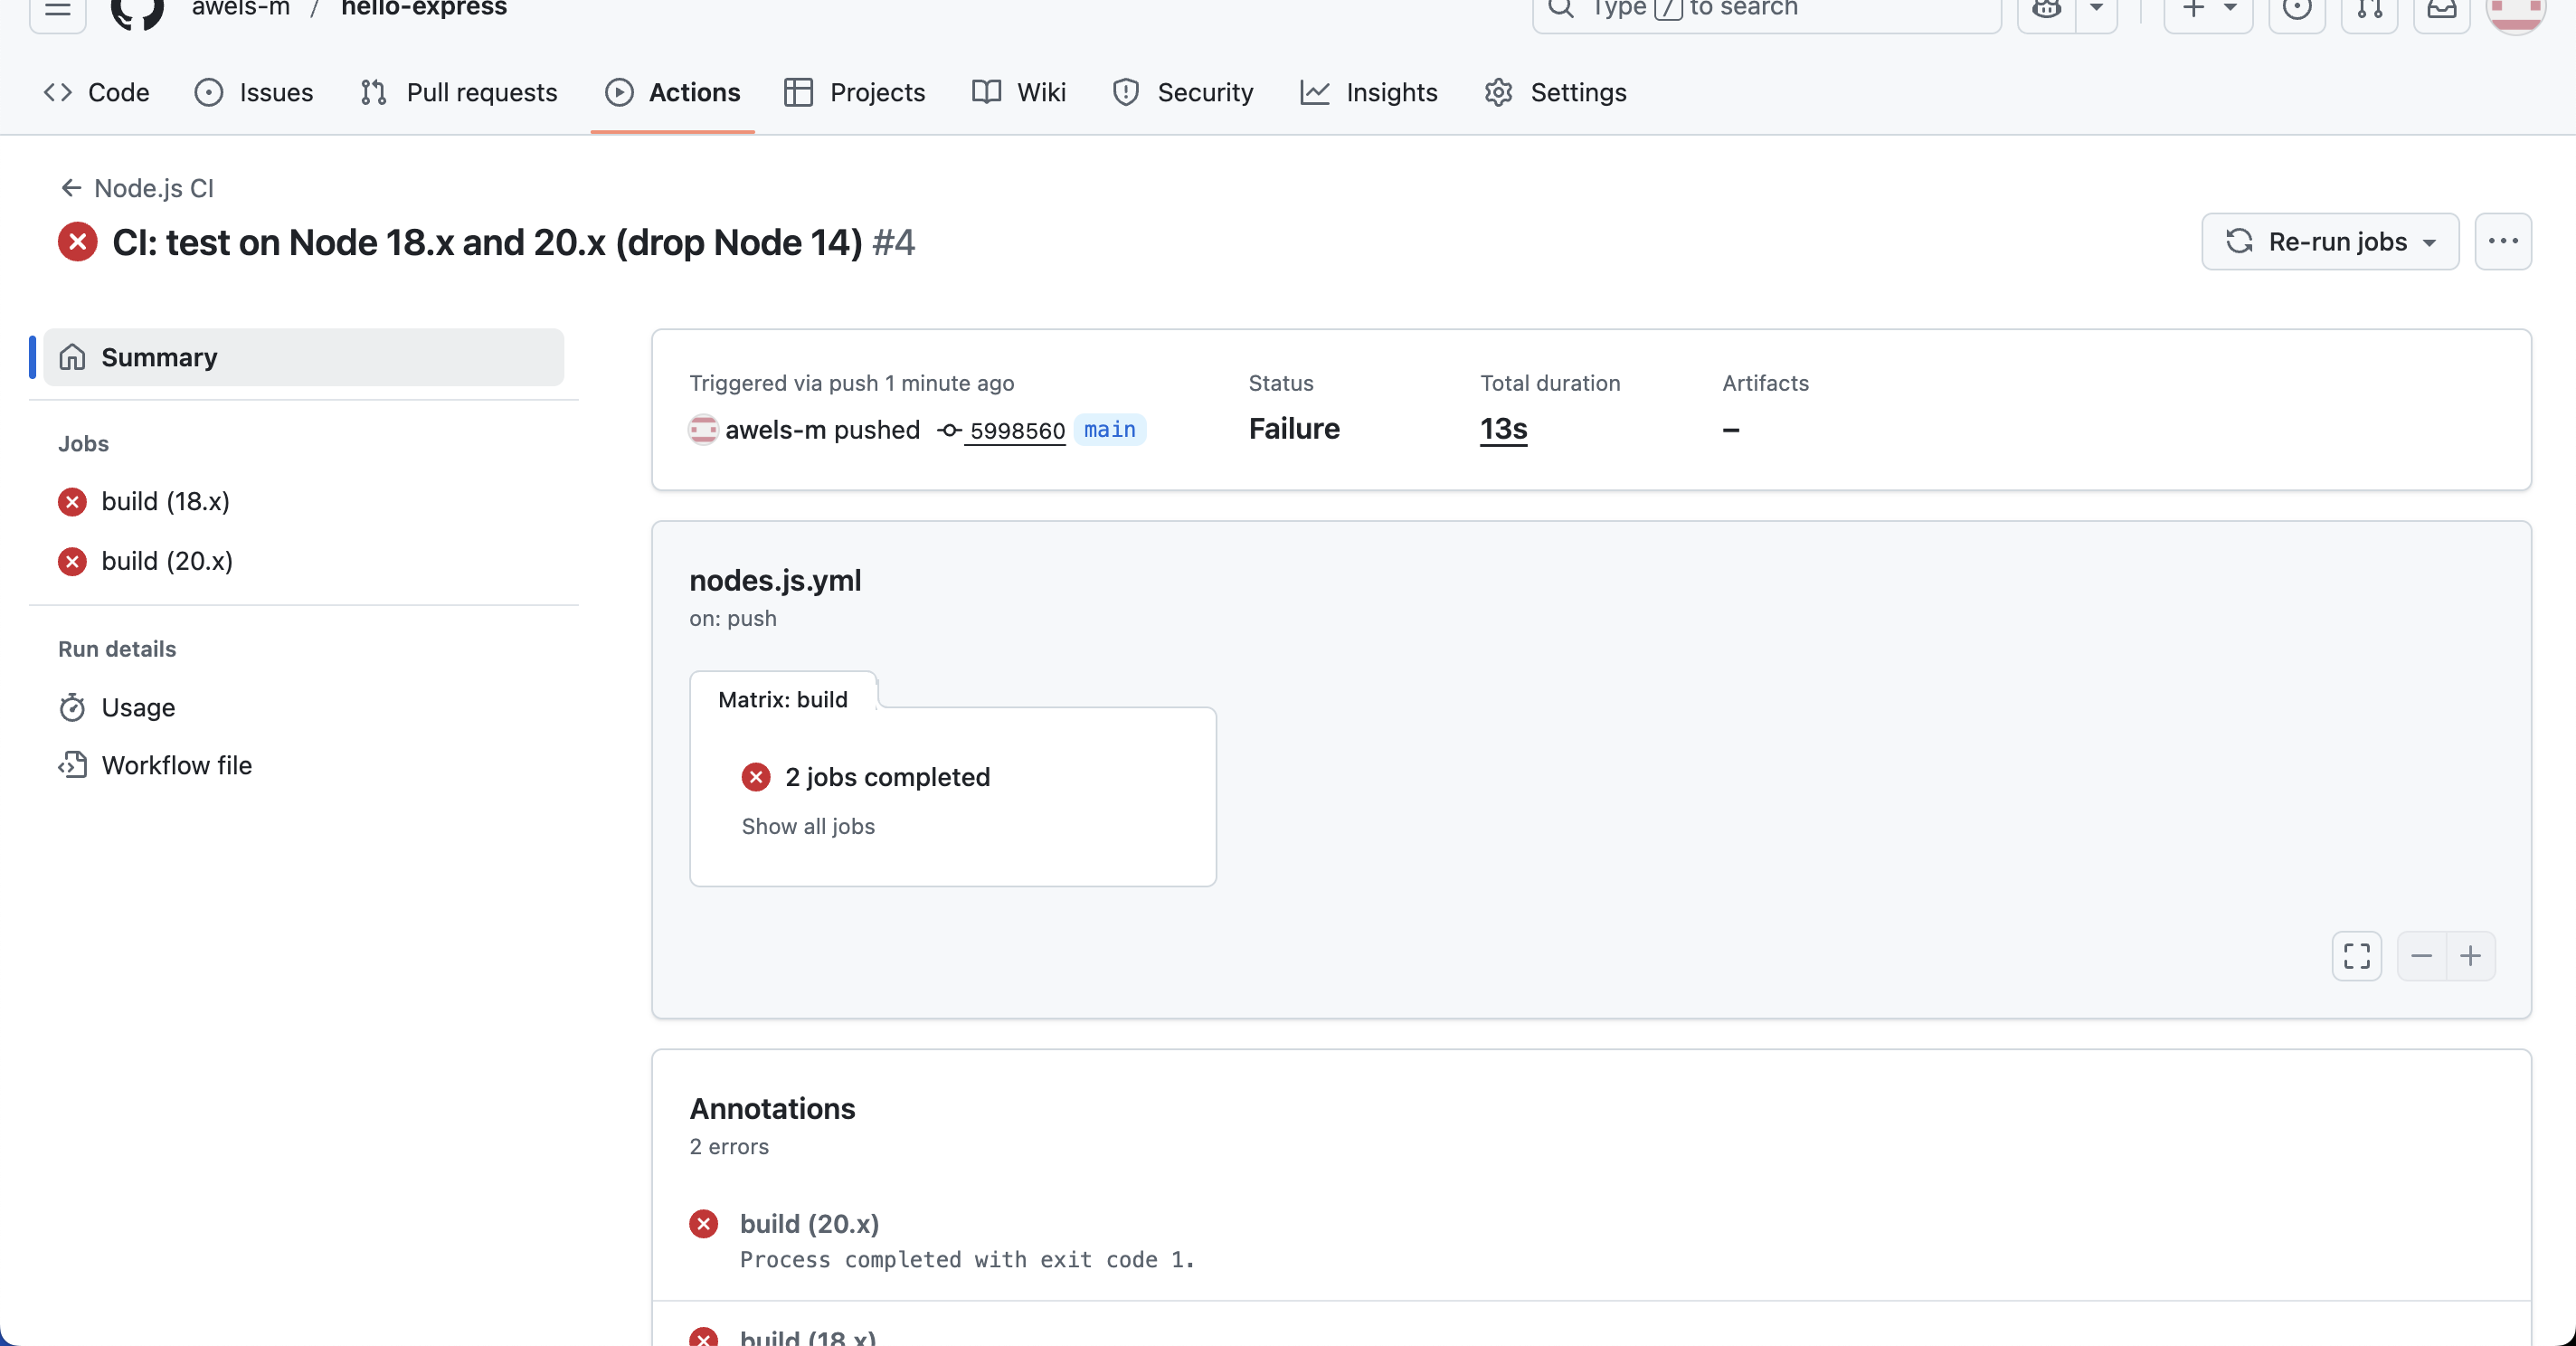 awels-m / hello-express
Type / to search
Code Issues Pull requests Actions Projects Wiki Security Insights Settings
Node.js CI
CI: test on Node 18.x and 20.x (drop Node 14) #4
Re-run jobs
Summary
Jobs
build (18.x)
build (20.x)
Run details
Usage
Workflow file
Triggered via push 1 minute ago
awels-m pushed 5998560 main
Status
Failure
Total duration
13s
Artifacts
–
nodes.js.yml
on: push
Matrix: build
2 jobs completed
Show all jobs
Annotations
2 errors
build (20.x)
Process completed with exit code 1.
build (18.x)